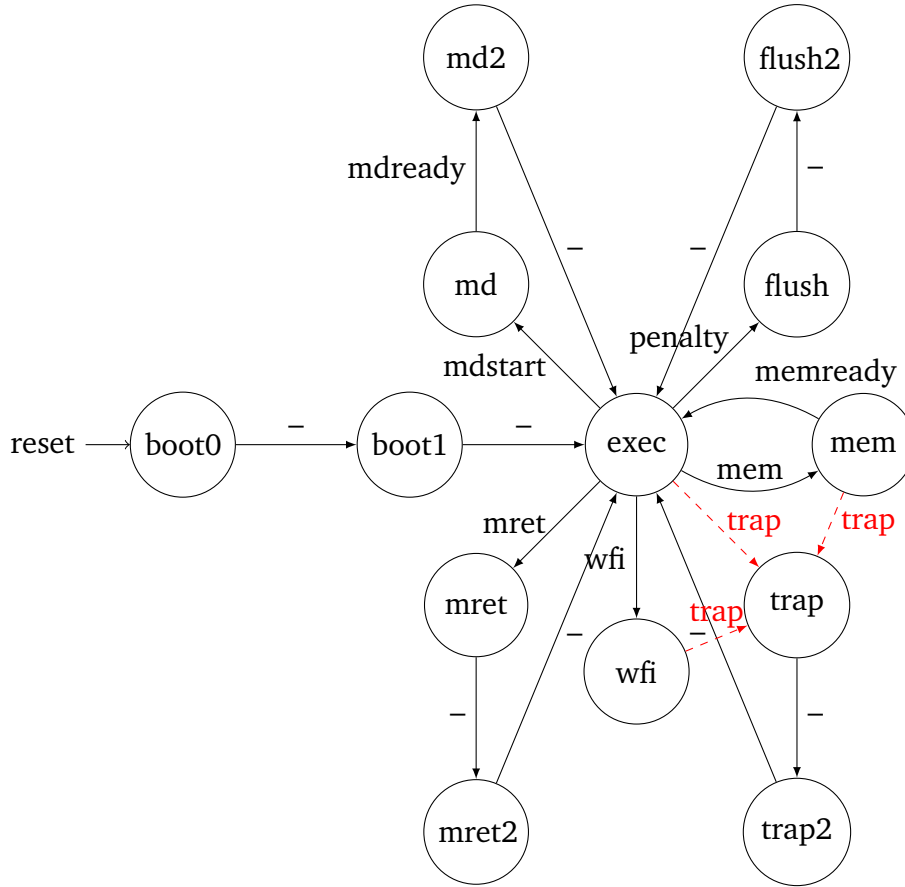 md2
flush2
mdready
–
–
–
md
flush
penalty
mdstart
memready
reset
boot0
–
boot1
–
exec
mem
mem
mret
trap
trap
wfi
mret
trap
trap
–
–
wfi
–
–
mret2
trap2